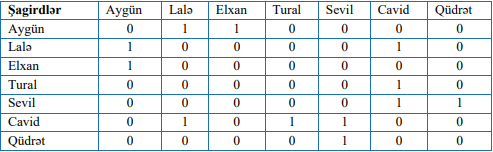 Şagirdlər Aygün Lalə Elxan Tural Sevil Cavid Qüdrət
Aygün 0 1 1 0 0 0 0
Lalə 1 0 0 0 0 1 0
Elxan 1 0 0 0 0 0 0
Tural 0 0 0 0 0 1 0
Sevil 0 0 0 0 0 1 1
Cavid 0 1 0 1 1 0 0
Qüdrət 0 0 0 0 1 0 0